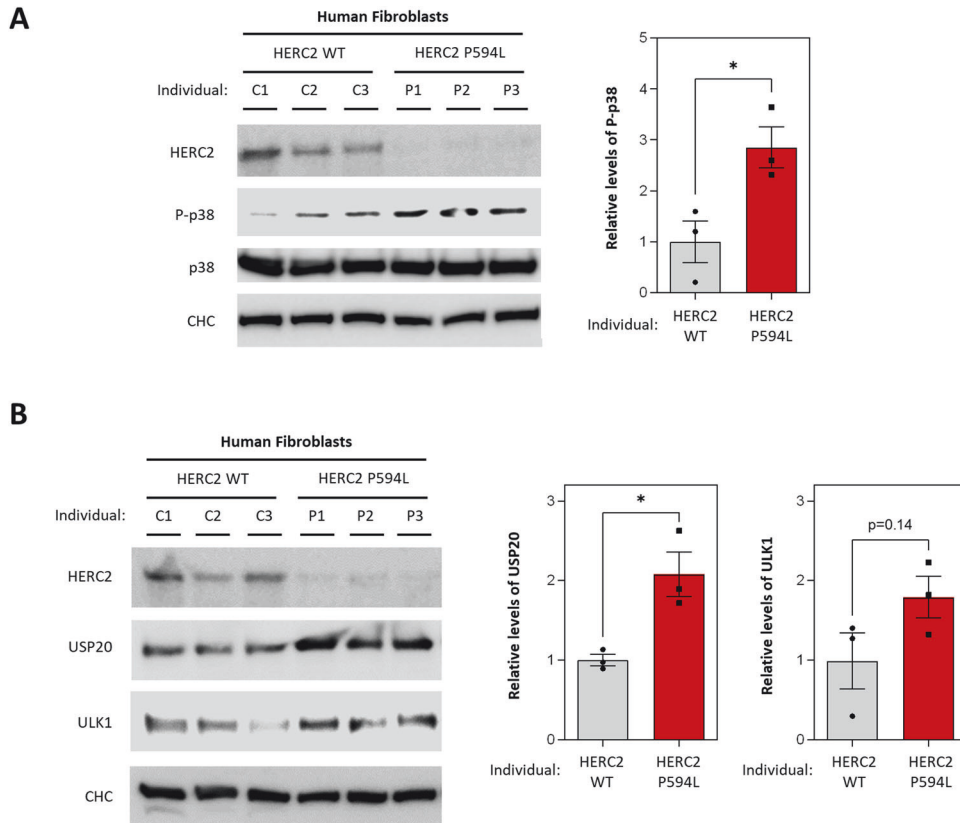 A
Human Fibroblasts
HERC2 WT HERC2 P594L
Individual: C1 C2 C3 P1 P2 P3
HERC2
P-p38
p38
CHC
Relative levels of P-p38
5
4
3
2
1
0
*
Individual: HERC2 WT HERC2 P594L
B
Human Fibroblasts
HERC2 WT HERC2 P594L
Individual: C1 C2 C3 P1 P2 P3
HERC2
USP20
ULK1
CHC
Relative levels of USP20
3
2
1
0
*
Individual: HERC2 WT HERC2 P594L
Relative levels of ULK1
3
2
1
0
p=0.14
Individual: HERC2 WT HERC2 P594L